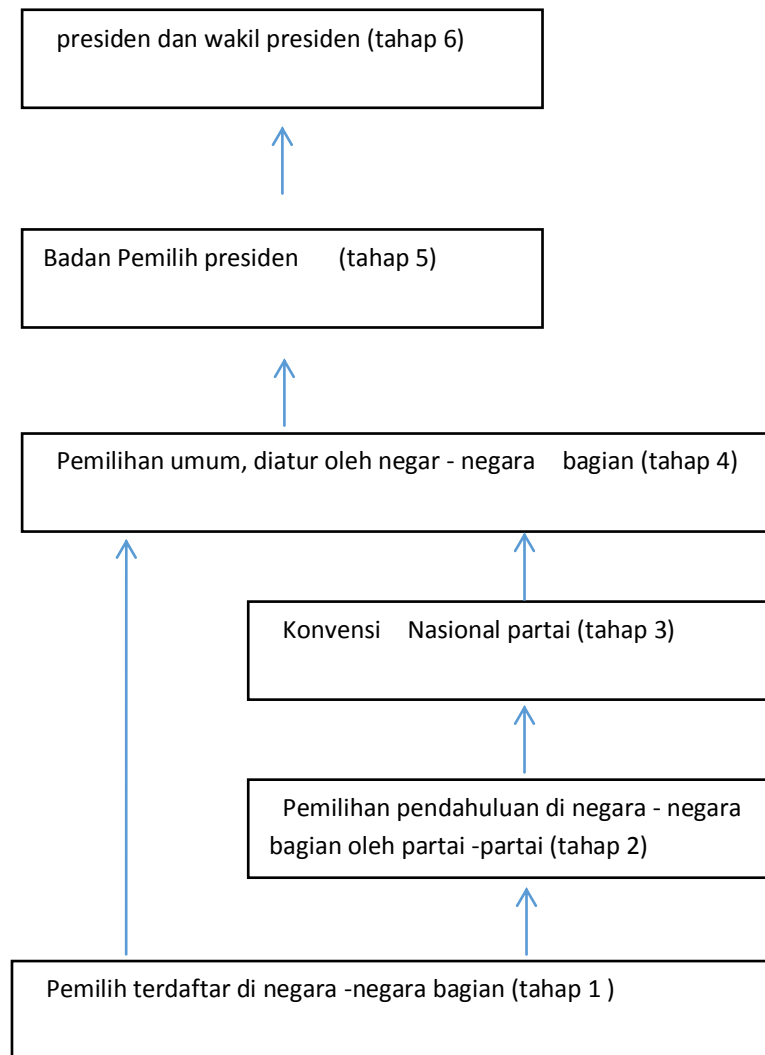 presiden dan wakil presiden (tahap 6)
Badan Pemilih presiden (tahap 5)
Pemilihan umum, diatur oleh negar - negara bagian (tahap 4)
Konvensi Nasional partai (tahap 3)
Pemilihan pendahuluan di negara - negara
bagian oleh partai -partai (tahap 2)
Pemilih terdaftar di negara -negara bagian (tahap 1 )